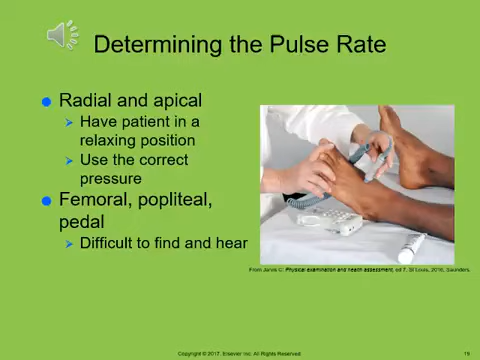 Determining the Pulse Rate
Radial and apical
Have patient in a
relaxing position
Use the correct
pressure
Femoral, popliteal,
pedal
Difficult to find and hear
From Jarvis C: Physical examination and health assessment, ed 7, St Louis, 2016, Saunders.
Copyright © 2017, Elsevier Inc. All Rights Reserved.
19